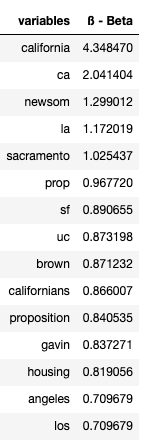 variables ß - Beta
california 4.348470
ca 2.041404
newsom 1.299012
la 1.172019
sacramento 1.025437
prop 0.967720
sf 0.890655
uc 0.873198
brown 0.871232
californians 0.866007
proposition 0.840535
gavin 0.837271
housing 0.819056
angeles 0.709679
los 0.709679